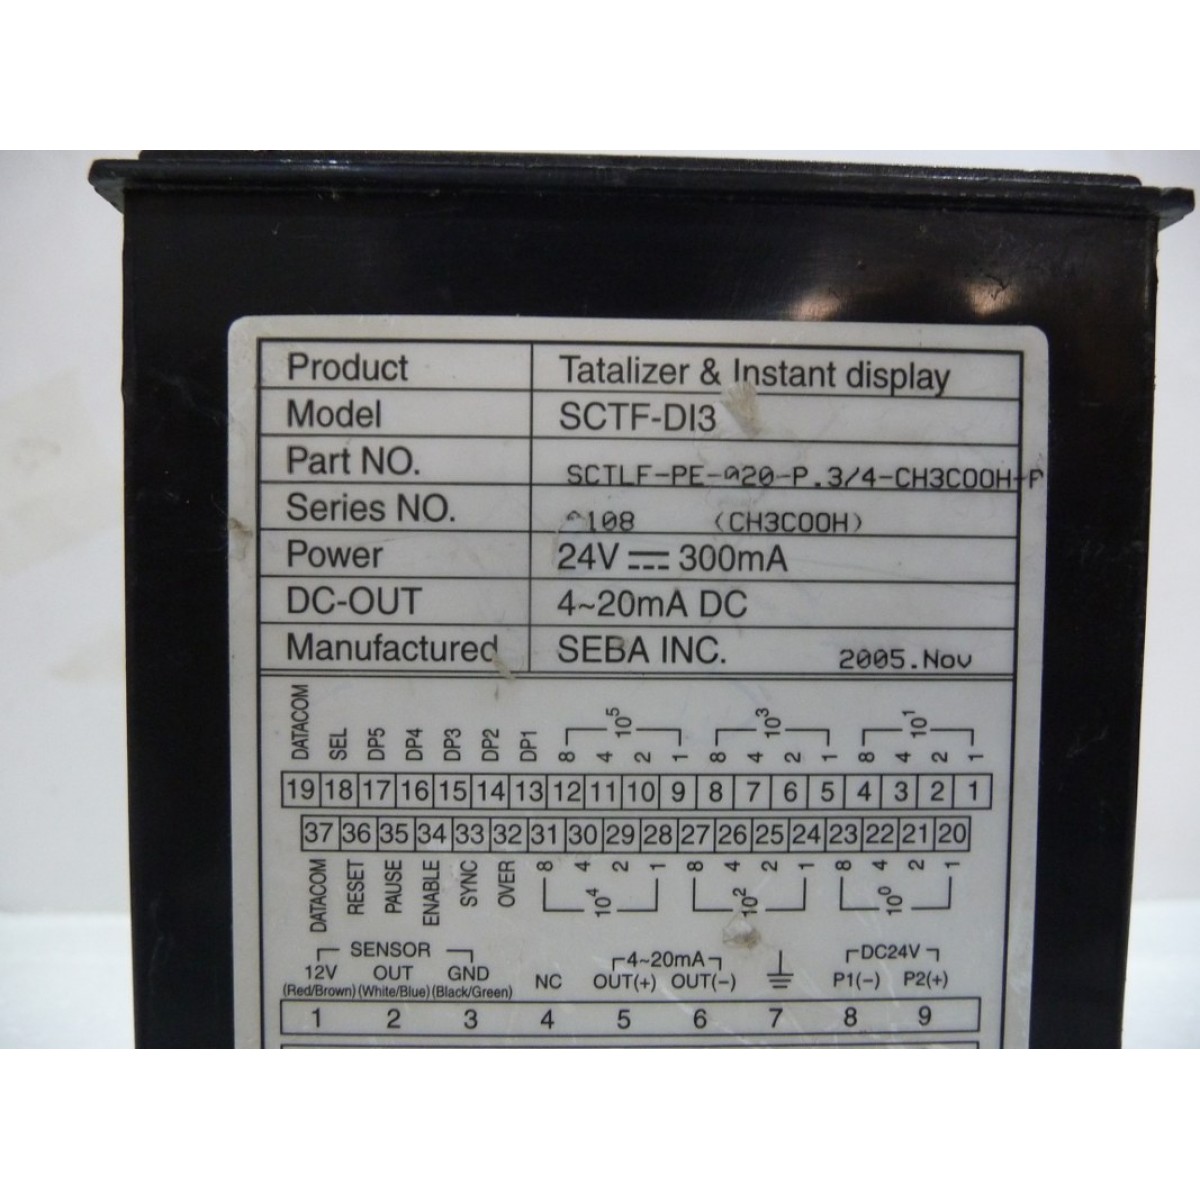 Product Tatalizer & Instant display
Model SCTF-DI3
Part NO. SCTLF-PE-020-P.3/4-CH3COOH-P
Series NO. (CH3COOH)
Power 24V ⎓ 300mA
DC-OUT 4~20mA DC
Manufactured SEBA INC. 2005.Nov
DATACOM SEL DP5 DP4 DP3 DP2 DP1 8 4 10⁵ 2 1 8 4 10³ 2 1 8 4 10¹ 2 1
19 18 17 16 15 14 13 12 11 10 9 8 7 6 5 4 3 2 1
37 36 35 34 33 32 31 30 29 28 27 26 25 24 23 22 21 20
DATACOM RESET PAUSE ENABLE SYNC OVER 8 4 10⁴ 2 1 8 4 10² 2 1 8 4 10⁰ 2 1
SENSOR 4~20mA DC24V
12V OUT GND NC OUT(+) OUT(-) P1(-) P2(+)
(Red/Brown) (White/Blue) (Black/Green)
1 2 3 4 5 6 7 8 9